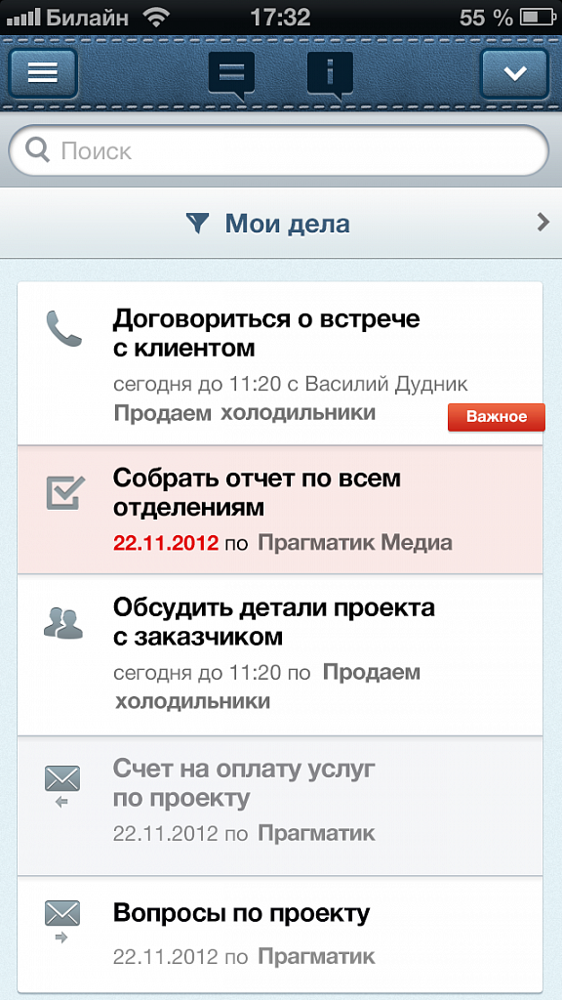 Билайн 17:32 55 %
Поиск
Мои дела
Договориться о встрече
с клиентом
сегодня до 11:20 с Василий Дудник
Продаем холодильники
Важное
Собрать отчет по всем
отделениям
22.11.2012 по Прагматик Медиа
Обсудить детали проекта
с заказчиком
сегодня до 11:20 по Продаем
холодильники
Счет на оплату услуг
по проекту
22.11.2012 по Прагматик
Вопросы по проекту
22.11.2012 по Прагматик